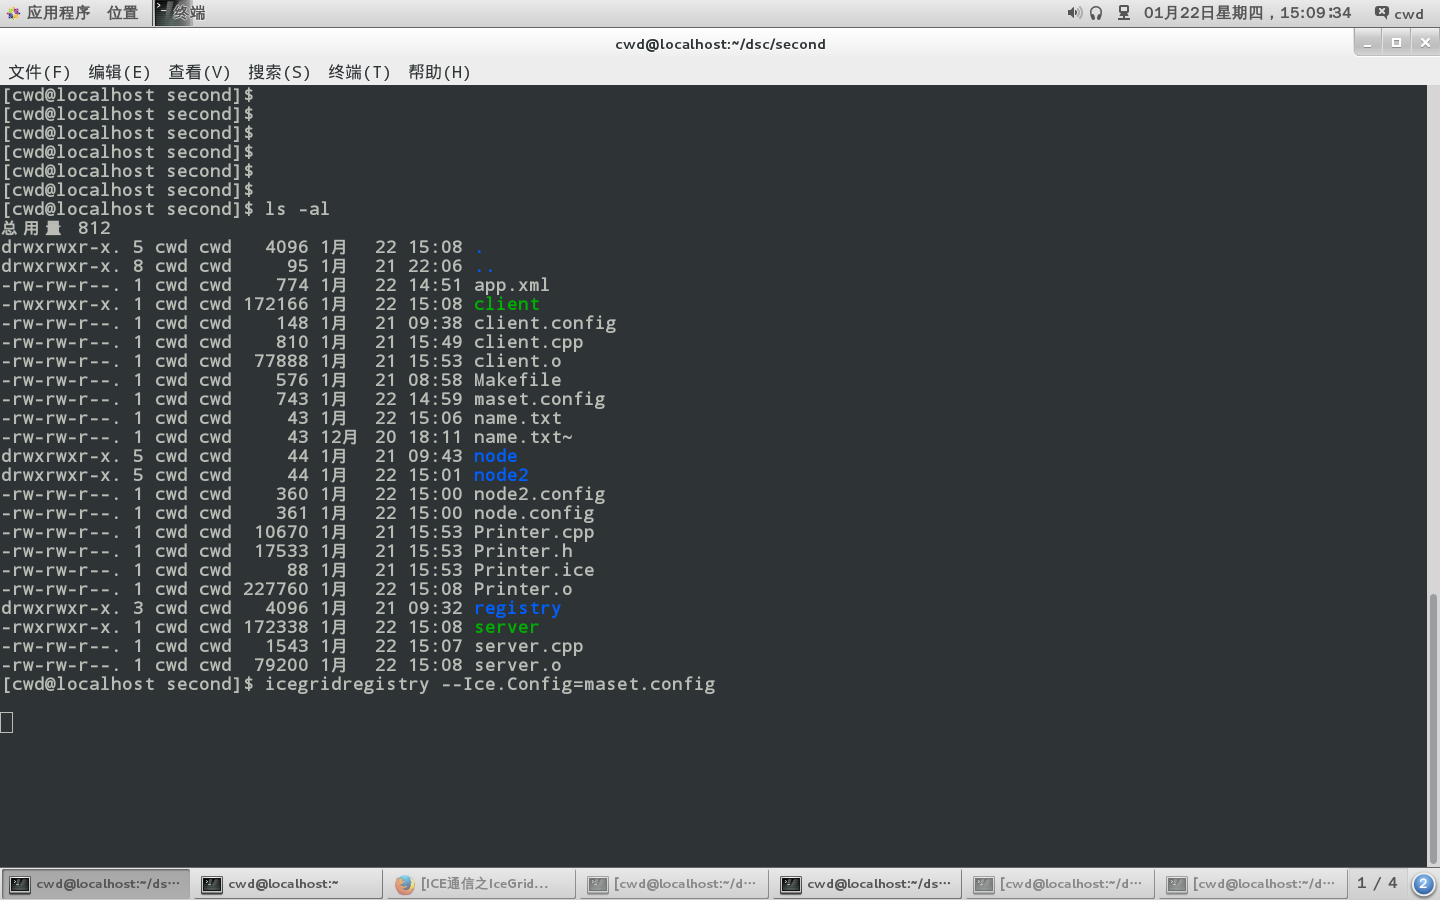 应用程序 位置 终端 01月22日星期四，15:09:34 cwd
cwd@localhost:~/dsc/second
文件(F) 编辑(E) 查看(V) 搜索(S) 终端(T) 帮助(H)
[cwd@localhost second]$
[cwd@localhost second]$
[cwd@localhost second]$
[cwd@localhost second]$
[cwd@localhost second]$
[cwd@localhost second]$
[cwd@localhost second]$ ls -al
总用量 812
drwxrwxr-x. 5 cwd cwd   4096 1月  22 15:08 .
drwxrwxr-x. 8 cwd cwd     95 1月  21 22:06 ..
-rw-rw-r--. 1 cwd cwd    774 1月  22 14:51 app.xml
-rwxrwxr-x. 1 cwd cwd 172166 1月  22 15:08 client
-rw-rw-r--. 1 cwd cwd    148 1月  21 09:38 client.config
-rw-rw-r--. 1 cwd cwd    810 1月  21 15:49 client.cpp
-rw-rw-r--. 1 cwd cwd  77888 1月  21 15:53 client.o
-rw-rw-r--. 1 cwd cwd    576 1月  21 08:58 Makefile
-rw-rw-r--. 1 cwd cwd    743 1月  22 14:59 maset.config
-rw-rw-r--. 1 cwd cwd     43 1月  22 15:06 name.txt
-rw-rw-r--. 1 cwd cwd     43 12月 20 18:11 name.txt~
drwxrwxr-x. 5 cwd cwd     44 1月  21 09:43 node
drwxrwxr-x. 5 cwd cwd     44 1月  22 15:01 node2
-rw-rw-r--. 1 cwd cwd    360 1月  22 15:00 node2.config
-rw-rw-r--. 1 cwd cwd    361 1月  22 15:00 node.config
-rw-rw-r--. 1 cwd cwd  10670 1月  21 15:53 Printer.cpp
-rw-rw-r--. 1 cwd cwd  17533 1月  21 15:53 Printer.h
-rw-rw-r--. 1 cwd cwd     88 1月  21 15:53 Printer.ice
-rw-rw-r--. 1 cwd cwd 227760 1月  22 15:08 Printer.o
drwxrwxr-x. 3 cwd cwd   4096 1月  21 09:32 registry
-rwxrwxr-x. 1 cwd cwd 172338 1月  22 15:08 server
-rw-rw-r--. 1 cwd cwd   1543 1月  22 15:07 server.cpp
-rw-rw-r--. 1 cwd cwd  79200 1月  22 15:08 server.o
[cwd@localhost second]$ icegridregistry --Ice.Config=maset.config
cwd@localhost:~/ds… cwd@localhost:~ [ICE通信之IceGrid… [cwd@localhost:~/d… cwd@localhost:~/ds… [cwd@localhost:~/d… [cwd@localhost:~/d… 1 / 4 2